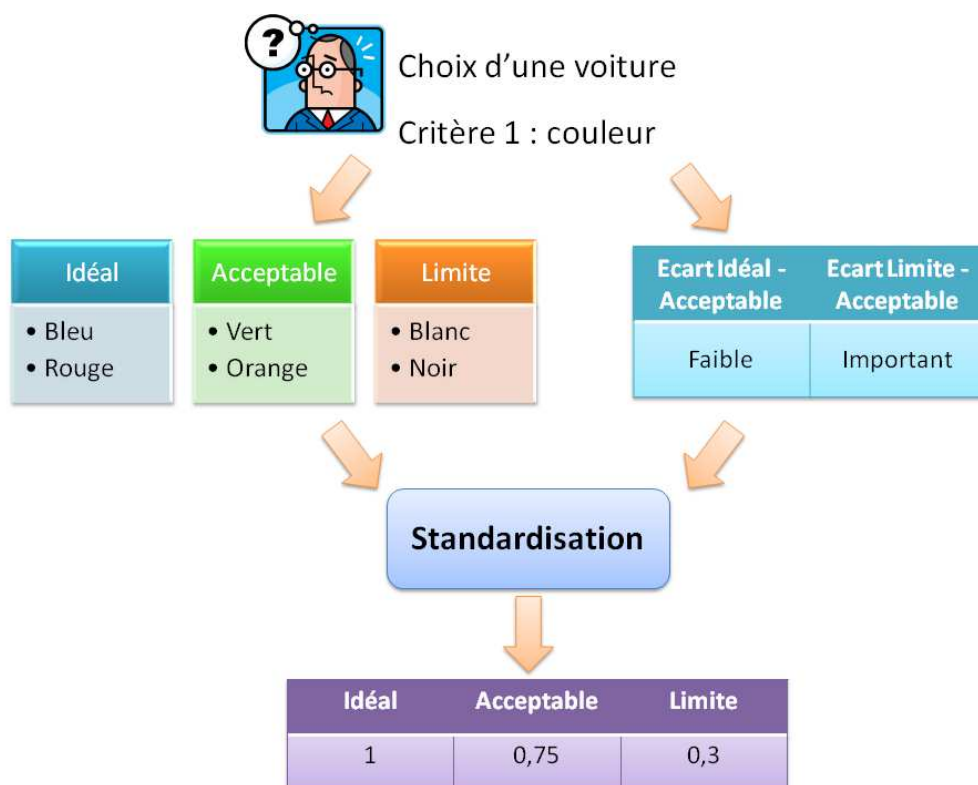 ?
Choix d'une voiture
Critère 1 : couleur
Idéal
• Bleu
• Rouge
Acceptable
• Vert
• Orange
Limite
• Blanc
• Noir
Ecart Idéal - Acceptable
Ecart Limite - Acceptable
Faible
Important
Standardisation
Idéal Acceptable Limite
1 0,75 0,3